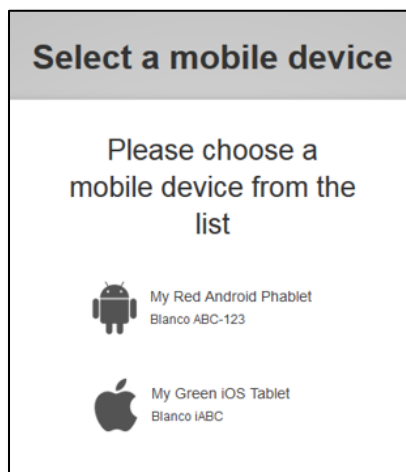 Select a mobile device
Please choose a
mobile device from the
list
My Red Android Phablet
Blanco ABC-123
My Green iOS Tablet
Blanco iABC